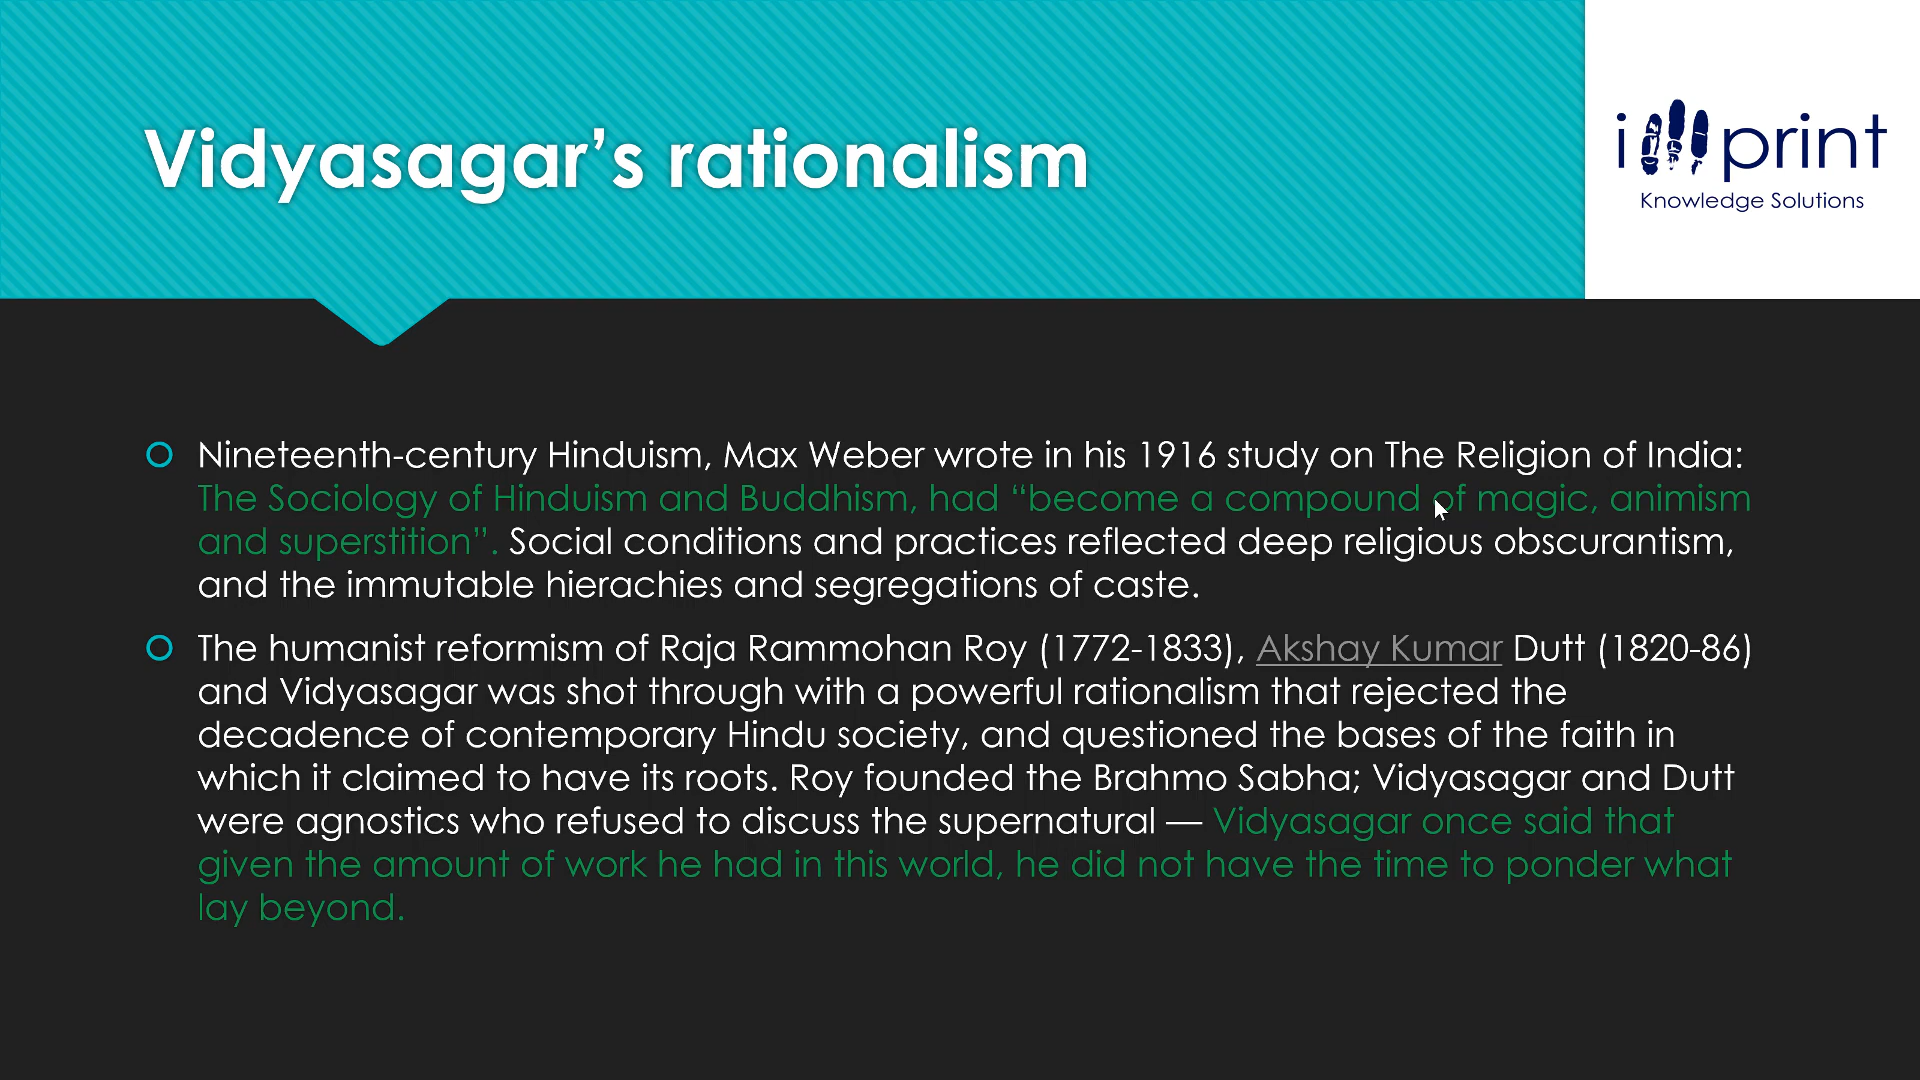 Vidyasagar’s rationalism
i print
Knowledge Solutions
Nineteenth-century Hinduism, Max Weber wrote in his 1916 study on The Religion of India:
The Sociology of Hinduism and Buddhism, had “become a compound of magic, animism
and superstition”. Social conditions and practices reflected deep religious obscurantism,
and the immutable hierachies and segregations of caste.
The humanist reformism of Raja Rammohan Roy (1772-1833), Akshay Kumar Dutt (1820-86)
and Vidyasagar was shot through with a powerful rationalism that rejected the
decadence of contemporary Hindu society, and questioned the bases of the faith in
which it claimed to have its roots. Roy founded the Brahmo Sabha; Vidyasagar and Dutt
were agnostics who refused to discuss the supernatural — Vidyasagar once said that
given the amount of work he had in this world, he did not have the time to ponder what
lay beyond.